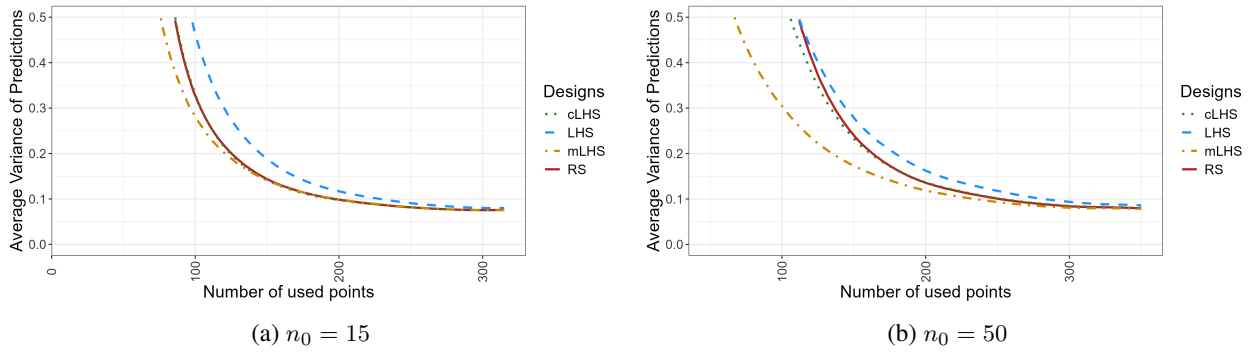 Average Variance of Predictions
0.5
0.4
0.3
0.2
0.1
0.0
0
100
200
300
Number of used points
Designs
cLHS
LHS
mLHS
RS
(a) n₀ = 15
Average Variance of Predictions
0.5
0.4
0.3
0.2
0.1
0.0
100
200
300
Number of used points
Designs
cLHS
LHS
mLHS
RS
(b) n₀ = 50